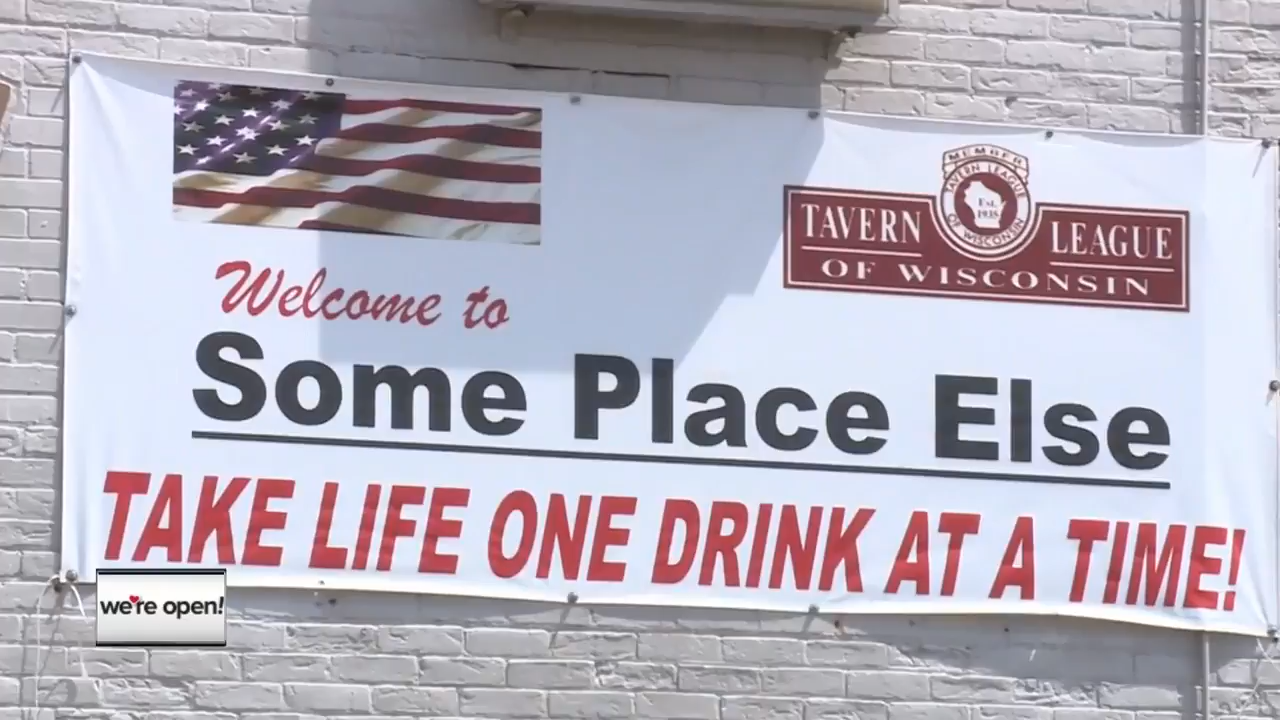 MEMBER
TAVERN LEAGUE
OF WISCONSIN
Est.
1935
TAVERN LEAGUE
OF WISCONSIN
Welcome to
Some Place Else
TAKE LIFE ONE DRINK AT A TIME!
we're open!